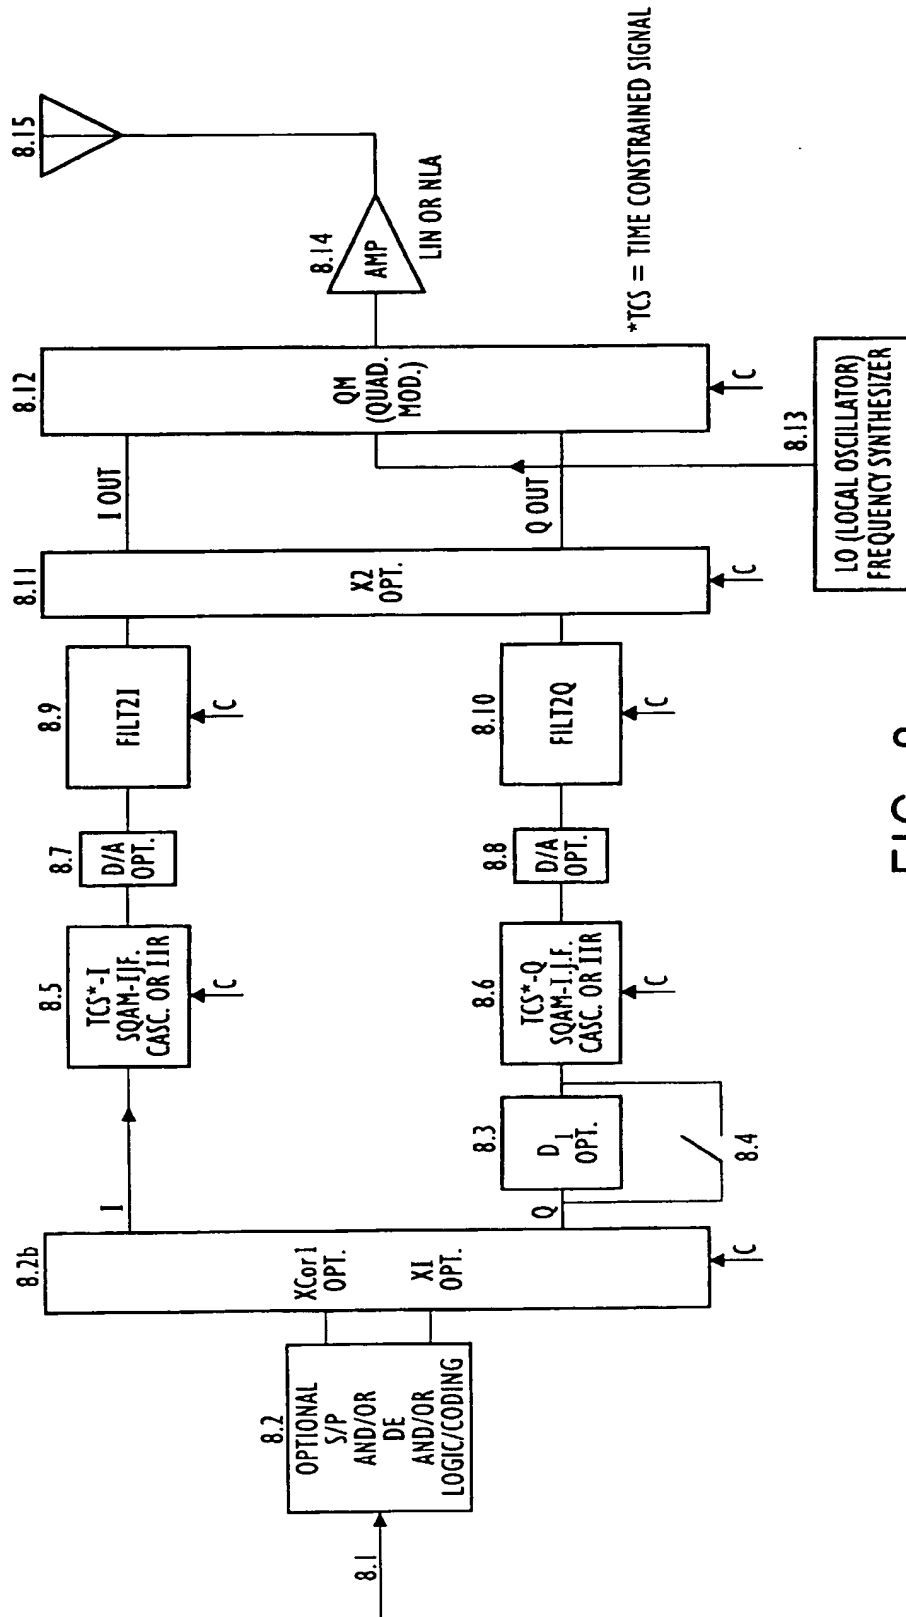 8.1
8.2
OPTIONAL
S/P
AND/OR
DE
AND/OR
LOGIC/CODING
8.2b
XCor1
OPT.
X1
OPT.
C
I
Q
8.3
D1
OPT.
8.4
8.5
TCS*-I
SQAM-IJF.
CASC. OR IIR
C
8.6
TCS*-Q
SQAM-I.J.F.
CASC. OR IIR
C
8.7
D/A
OPT.
8.8
D/A
OPT.
8.9
FILT2I
C
8.10
FILT2Q
C
8.11
X2
OPT.
C
I OUT
Q OUT
8.12
QM
(QUAD.
MOD.)
C
8.13
LO (LOCAL OSCILLATOR)
FREQUENCY SYNTHESIZER
8.14
AMP
LIN OR NLA
8.15
*TCS = TIME CONSTRAINED SIGNAL
FIG.